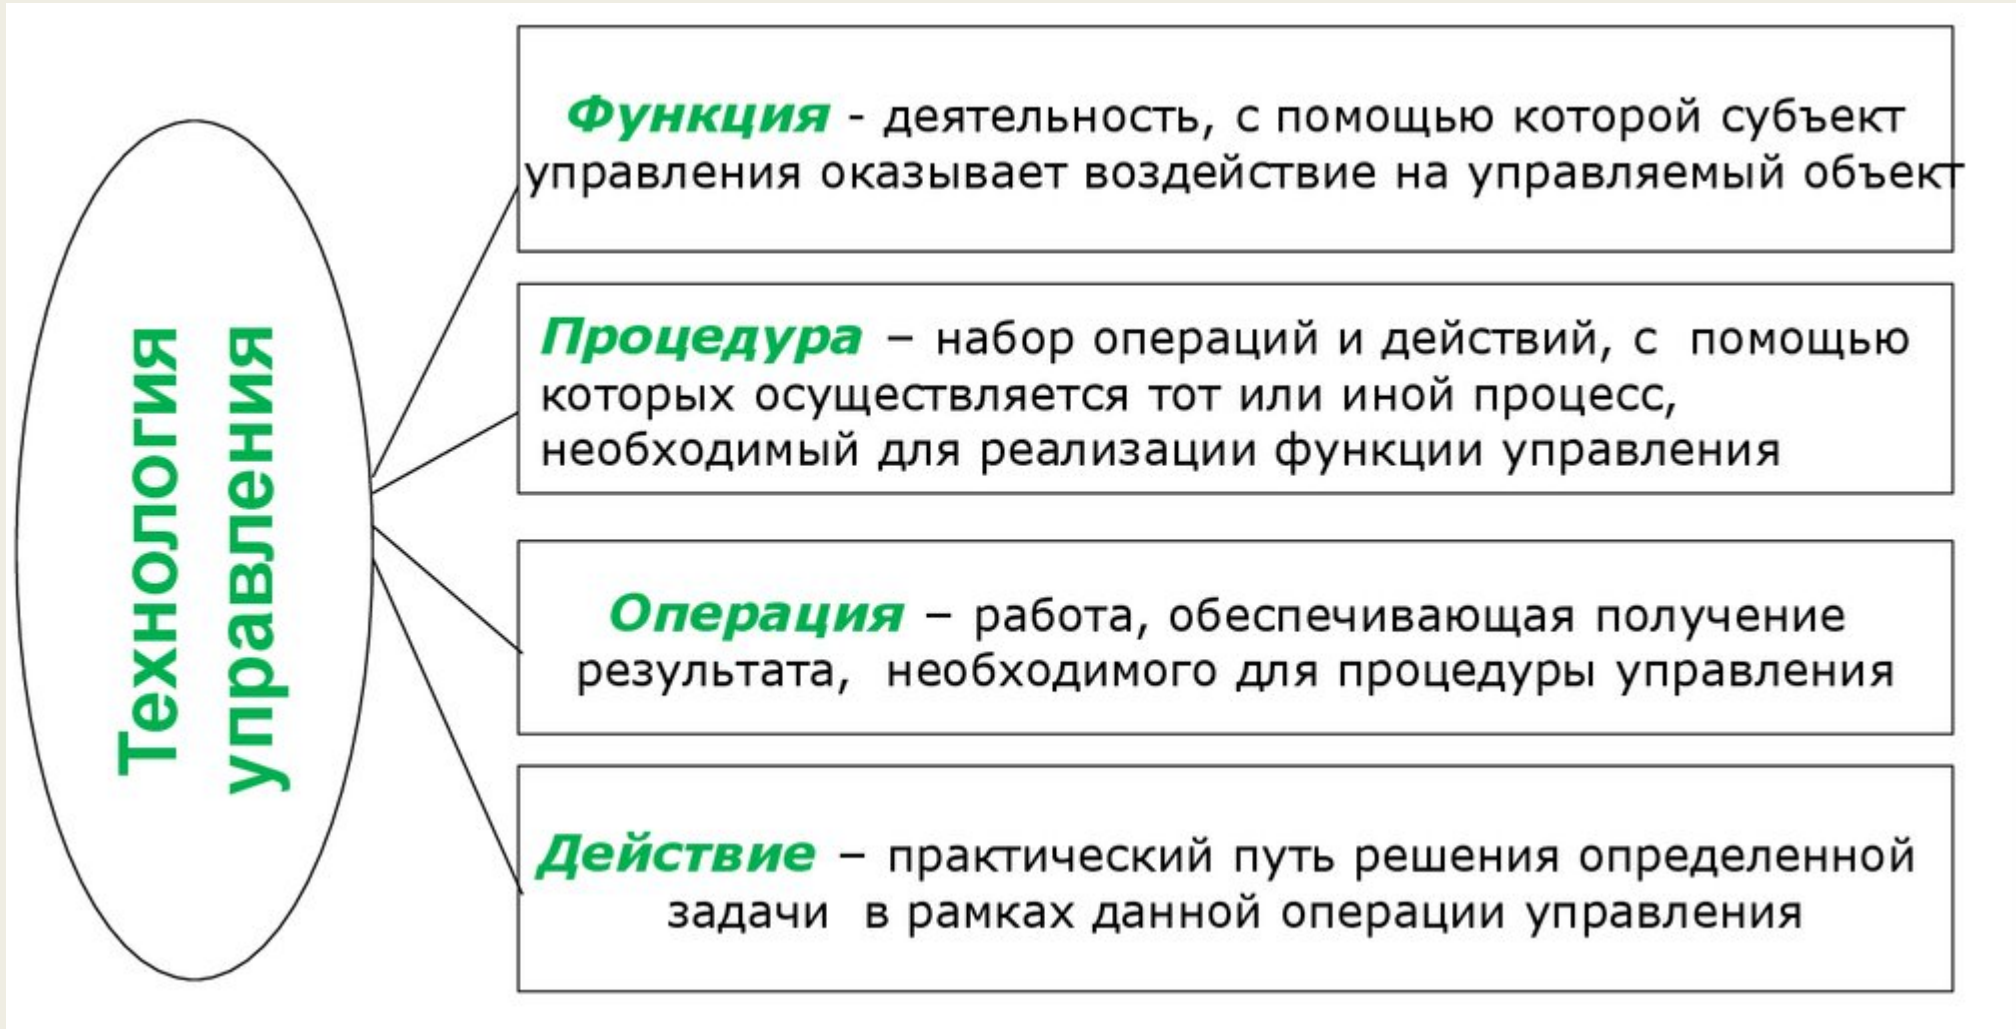 Технология
управления
Функция - деятельность, с помощью которой субъект
управления оказывает воздействие на управляемый объект
Процедура – набор операций и действий, с помощью
которых осуществляется тот или иной процесс,
необходимый для реализации функции управления
Операция – работа, обеспечивающая получение
результата, необходимого для процедуры управления
Действие – практический путь решения определенной
задачи в рамках данной операции управления